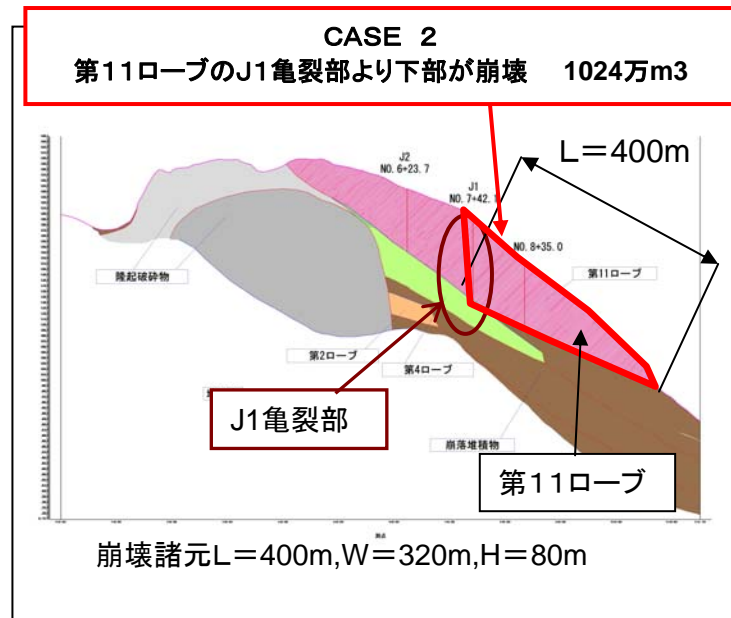 CASE 2
第11ローブのJ1亀裂部より下部が崩壊 1024万m3
L=400m
J2
NO.6+23.7
J1
NO.7+42.1
NO.8+35.0
隆起破砕物
第11ローブ
第2ローブ
第4ローブ
J1亀裂部
崩落堆積物
第11ローブ
崩壊諸元L=400m,W=320m,H=80m